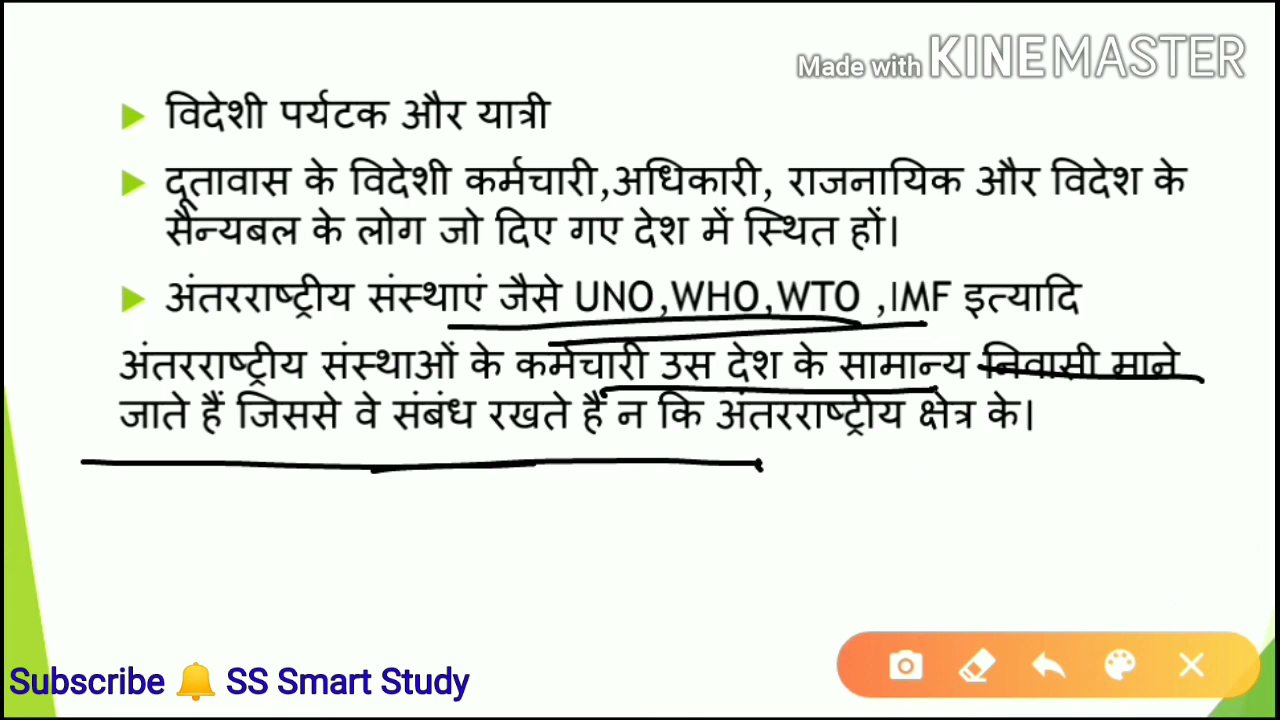 Made with KINEMASTER
विदेशी पर्यटक और यात्री
दूतावास के विदेशी कर्मचारी,अधिकारी, राजनायिक और विदेश के
सैन्यबल के लोग जो दिए गए देश में स्थित हों।
अंतरराष्ट्रीय संस्थाएं जैसे UNO,WHO,WTO ,IMF इत्यादि
अंतरराष्ट्रीय संस्थाओं के कर्मचारी उस देश के सामान्य निवासी माने
जाते हैं जिससे वे संबंध रखते हैं न कि अंतरराष्ट्रीय क्षेत्र के।
Subscribe 🔔 SS Smart Study